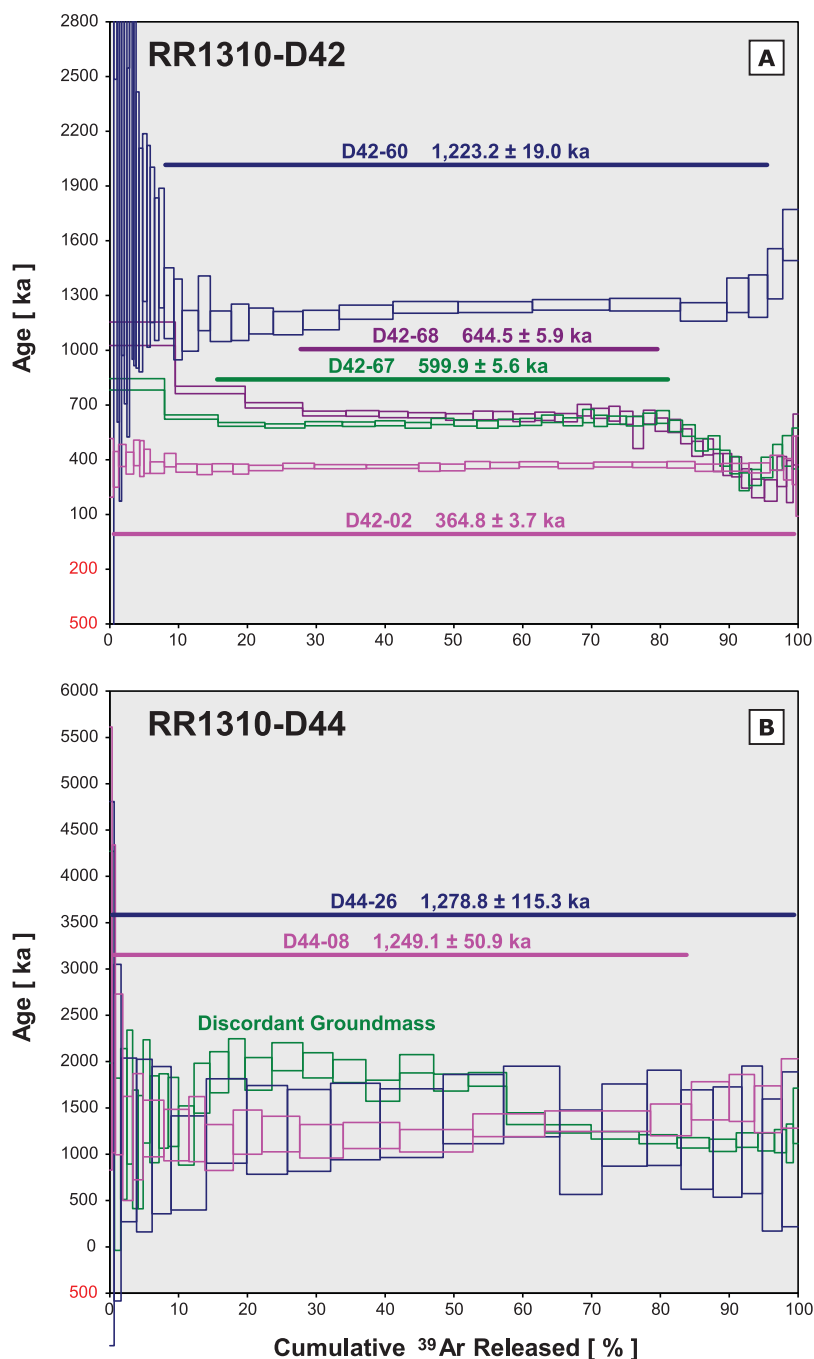 RR1310-D42
A
2800
2500
2200
1900
1600
1300
1000
700
400
100
200
500
Age [ ka ]
D42-60 1,223.2 ± 19.0 ka
D42-68 644.5 ± 5.9 ka
D42-67 599.9 ± 5.6 ka
D42-02 364.8 ± 3.7 ka
0 10 20 30 40 50 60 70 80 90 100
RR1310-D44
B
6000
5500
5000
4500
4000
3500
3000
2500
2000
1500
1000
500
0
500
Age [ ka ]
D44-26 1,278.8 ± 115.3 ka
D44-08 1,249.1 ± 50.9 ka
Discordant Groundmass
0 10 20 30 40 50 60 70 80 90 100
Cumulative ³⁹Ar Released [ % ]